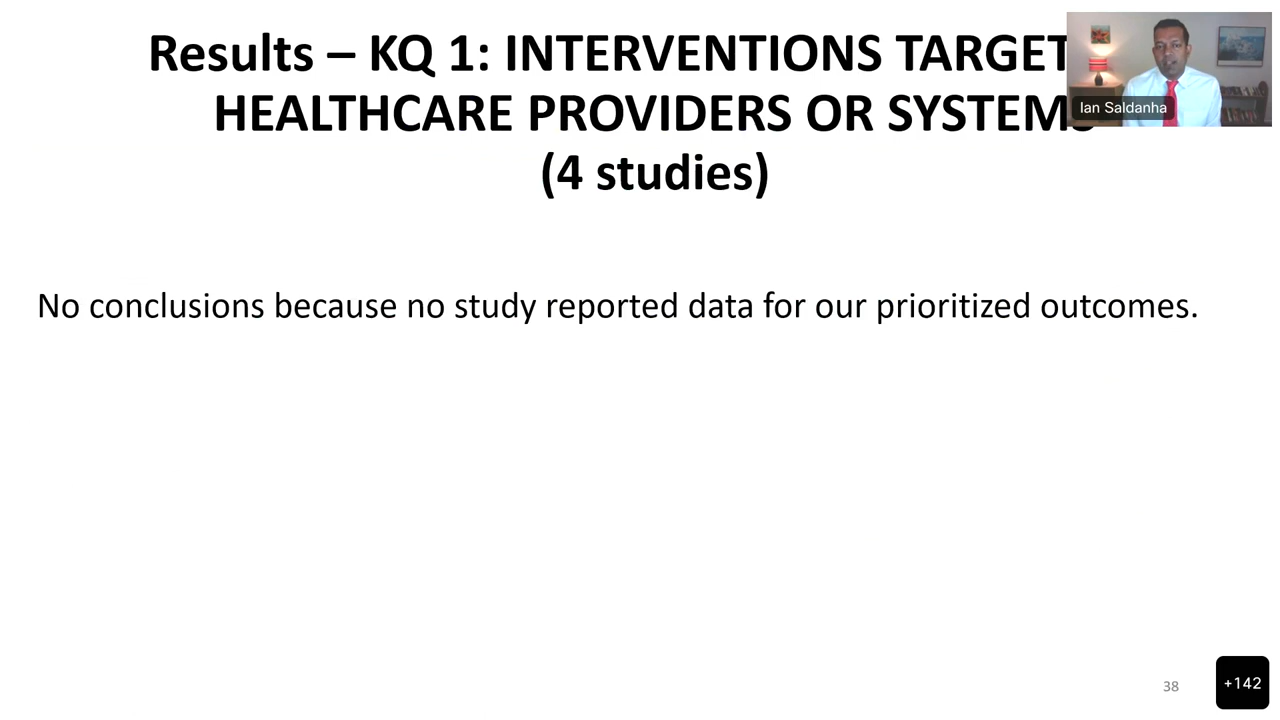 Results – KQ 1: INTERVENTIONS TARGET
HEALTHCARE PROVIDERS OR SYSTEMS
(4 studies)
Ian Saldanha
No conclusions because no study reported data for our prioritized outcomes.
38
+142